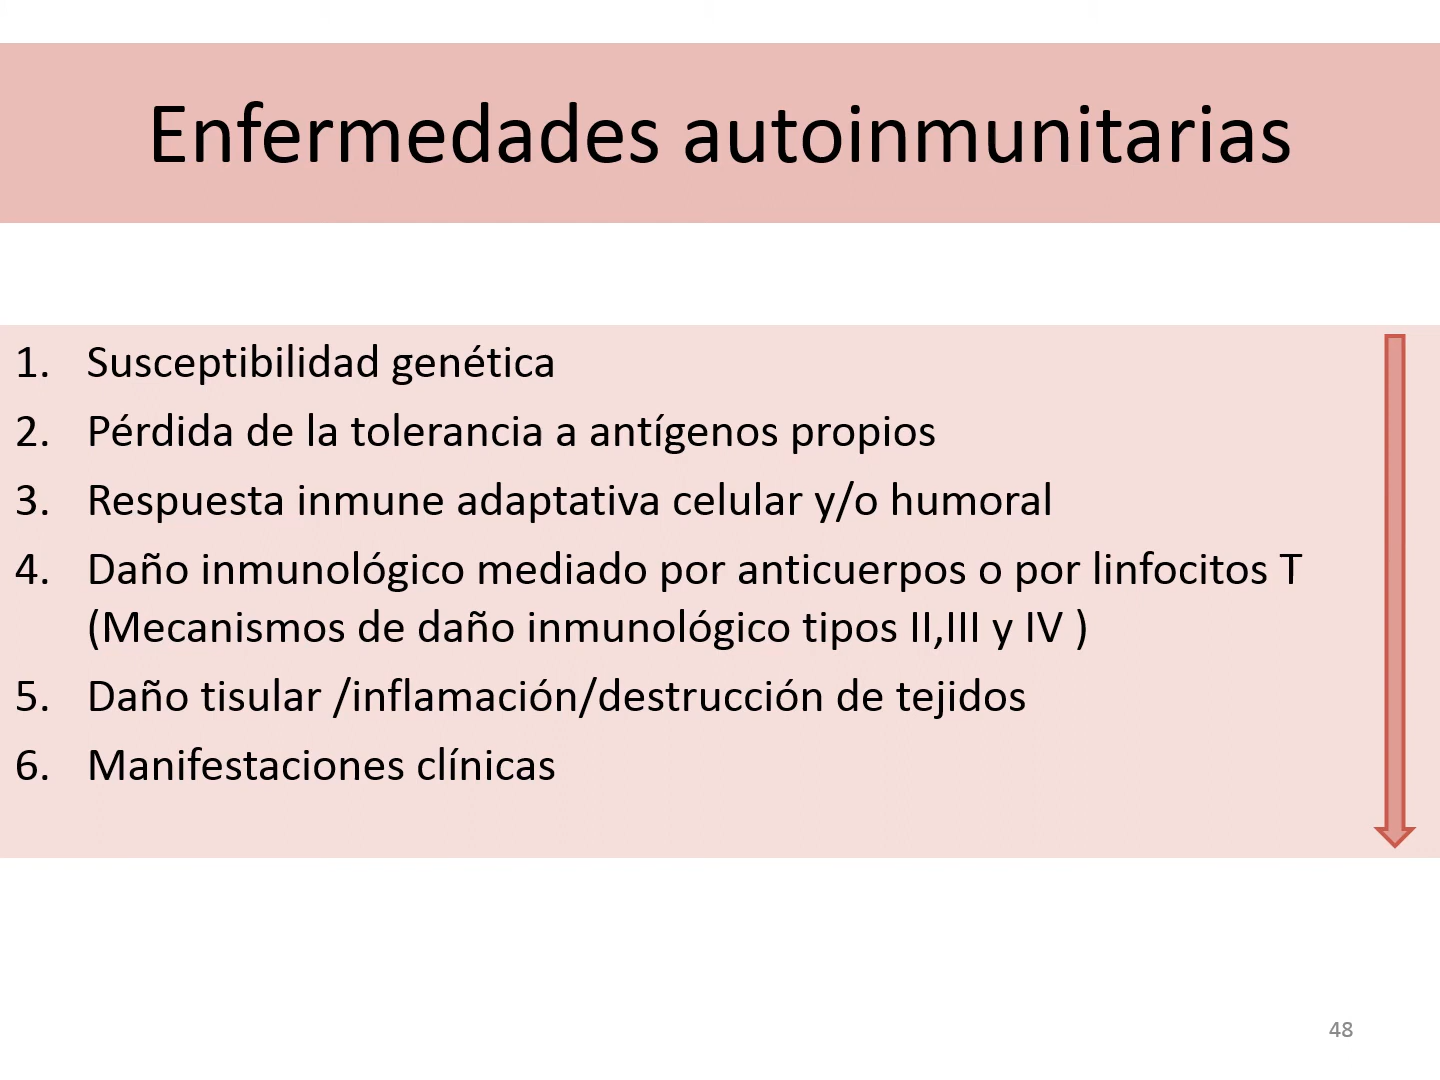 Enfermedades autoinmunitarias
1. Susceptibilidad genética
2. Pérdida de la tolerancia a antígenos propios
3. Respuesta inmune adaptativa celular y/o humoral
4. Daño inmunológico mediado por anticuerpos o por linfocitos T
(Mecanismos de daño inmunológico tipos II,III y IV )
5. Daño tisular /inflamación/destrucción de tejidos
6. Manifestaciones clínicas
48